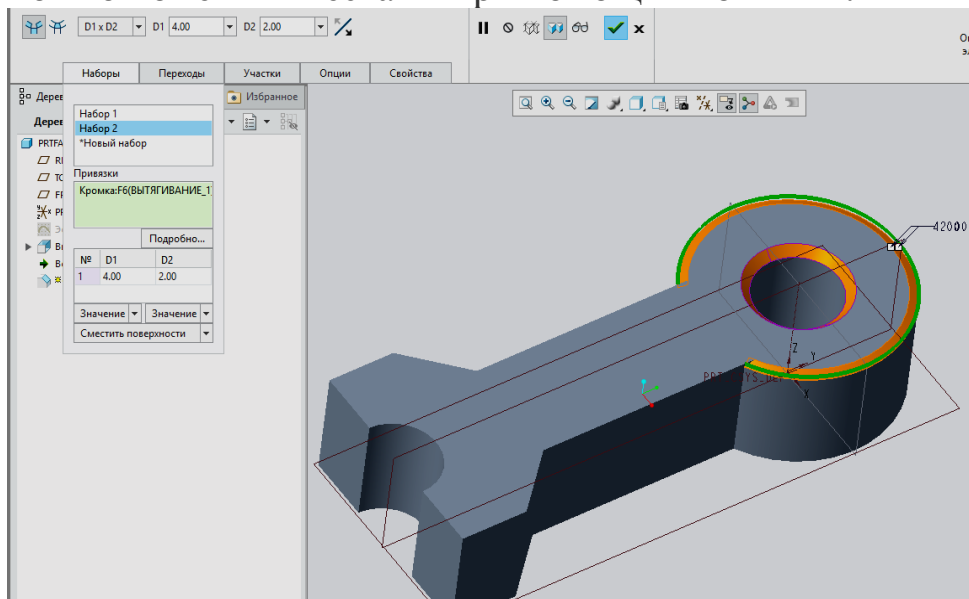 D1 x D2 D1 4.00 D2 2.00
Наборы Переходы Участки Опции Свойства
Дерев Избранное
Дерев
Набор 1
Набор 2
*Новый набор
PRTFA
Привязки
Кромка:F6(ВЫТЯГИВАНИЕ_1
Подробно...
№ D1 D2
1 4.00 2.00
Значение Значение
Сместить поверхности
Z
Y
X